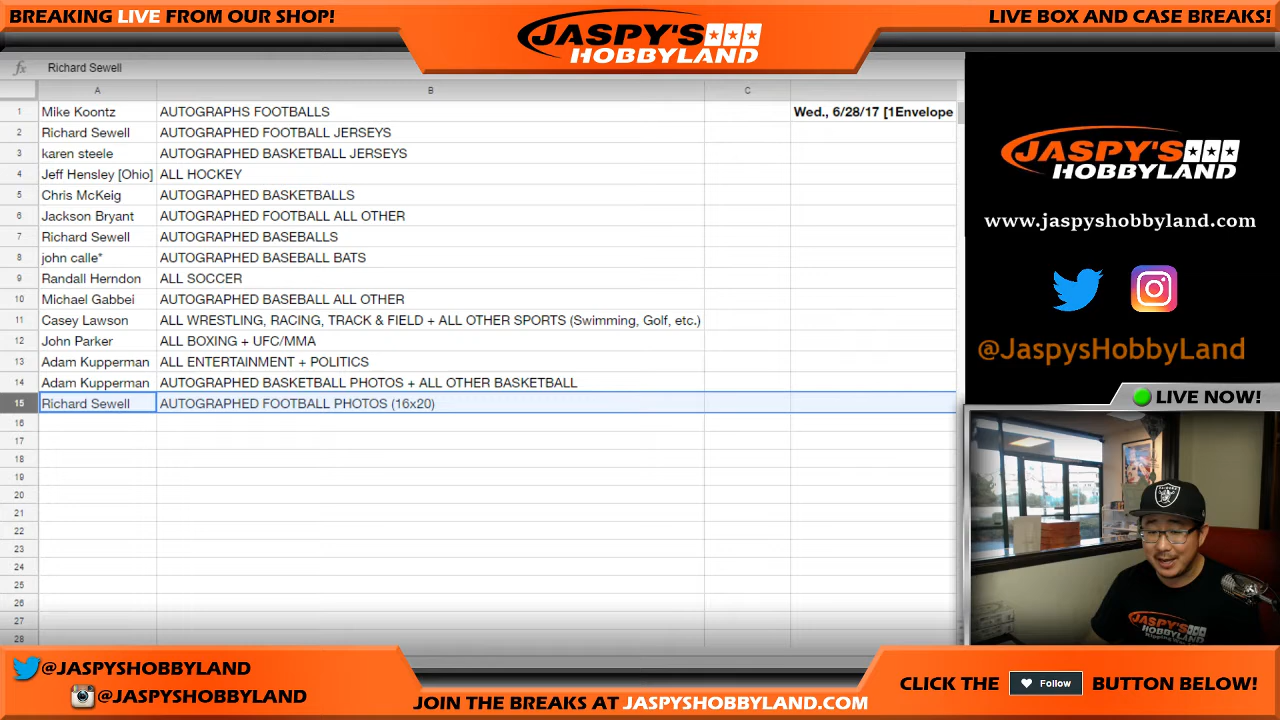 BREAKING LIVE FROM OUR SHOP!
JASPY'S
HOBBYLAND
LIVE BOX AND CASE BREAKS!
fx Richard Sewell
A B C
1 Mike Koontz AUTOGRAPHS FOOTBALLS Wed., 6/28/17 [1Envelope
2 Richard Sewell AUTOGRAPHED FOOTBALL JERSEYS
3 karen steele AUTOGRAPHED BASKETBALL JERSEYS
4 Jeff Hensley [Ohio] ALL HOCKEY
5 Chris McKeig AUTOGRAPHED BASKETBALLS
6 Jackson Bryant AUTOGRAPHED FOOTBALL ALL OTHER
7 Richard Sewell AUTOGRAPHED BASEBALLS
8 john calle* AUTOGRAPHED BASEBALL BATS
9 Randall Herndon ALL SOCCER
10 Michael Gabbei AUTOGRAPHED BASEBALL ALL OTHER
11 Casey Lawson ALL WRESTLING, RACING, TRACK & FIELD + ALL OTHER SPORTS (Swimming, Golf, etc.)
12 John Parker ALL BOXING + UFC/MMA
13 Adam Kupperman ALL ENTERTAINMENT + POLITICS
14 Adam Kupperman AUTOGRAPHED BASKETBALL PHOTOS + ALL OTHER BASKETBALL
15 Richard Sewell AUTOGRAPHED FOOTBALL PHOTOS (16x20)
16
17
18
19
20
21
22
23
24
25
26
27
28
JASPY'S
HOBBYLAND
www.jaspyshobbyland.com
@JaspysHobbyLand
LIVE NOW!
JASPY'S
HOBBYLAND
@JASPYSHOBBYLAND
@JASPYSHOBBYLAND
JOIN THE BREAKS AT JASPYSHOBBYLAND.COM
CLICK THE Follow BUTTON BELOW!